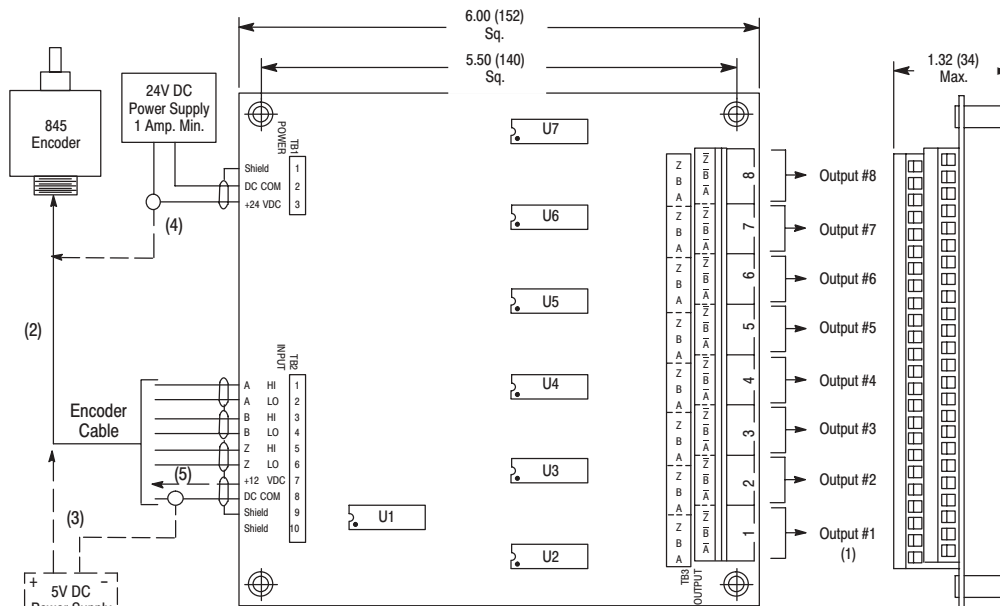 6.00 (152)
Sq.
5.50 (140)
Sq.
1.32 (34)
Max.
845
Encoder
24V DC
Power Supply
1 Amp. Min.
POWER
TB1
Shield 1
DC COM 2
+24 VDC 3
(4)
(2)
INPUT
TB2
A HI 1
A LO 2
B HI 3
B LO 4
Z HI 5
Z LO 6
+12 VDC 7
DC COM 8
Shield 9
Shield 10
Encoder
Cable
(5)
(3)
+ −
5V DC
Power Supply
U7
U6
U5
U4
U3
U1
U2
Z Z̅
B B̅ 8
A A̅
Output #8
Z Z̅
B B̅ 7
A A̅
Output #7
Z Z̅
B B̅ 6
A A̅
Output #6
Z Z̅
B B̅ 5
A A̅
Output #5
Z Z̅
B B̅ 4
A A̅
Output #4
Z Z̅
B B̅ 3
A A̅
Output #3
Z Z̅
B B̅ 2
A A̅
Output #2
Z Z̅
B B̅ 1
A A̅
Output #1
(1)
TB3
OUTPUT